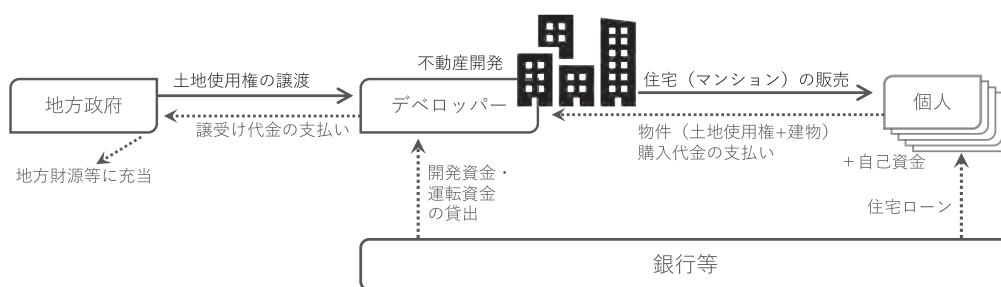 不動産開発
土地使用権の譲渡
住宅（マンション）の販売
地方政府
デベロッパー
個人
譲受け代金の支払い
物件（土地使用権+建物）
購入代金の支払い
＋自己資金
地方財源等に充当
開発資金・
運転資金
の貸出
住宅ローン
銀行等